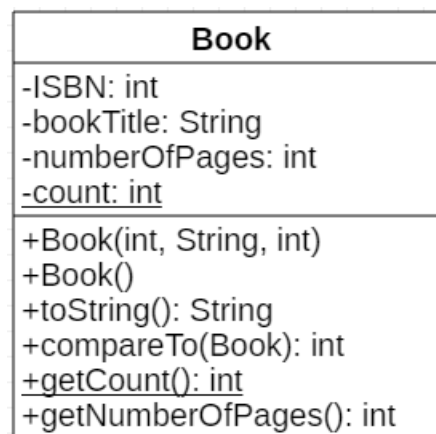 Book
-ISBN: int
-bookTitle: String
-numberOfPages: int
-count: int
+Book(int, String, int)
+Book()
+toString(): String
+compareTo(Book): int
+getCount(): int
+getNumberOfPages(): int